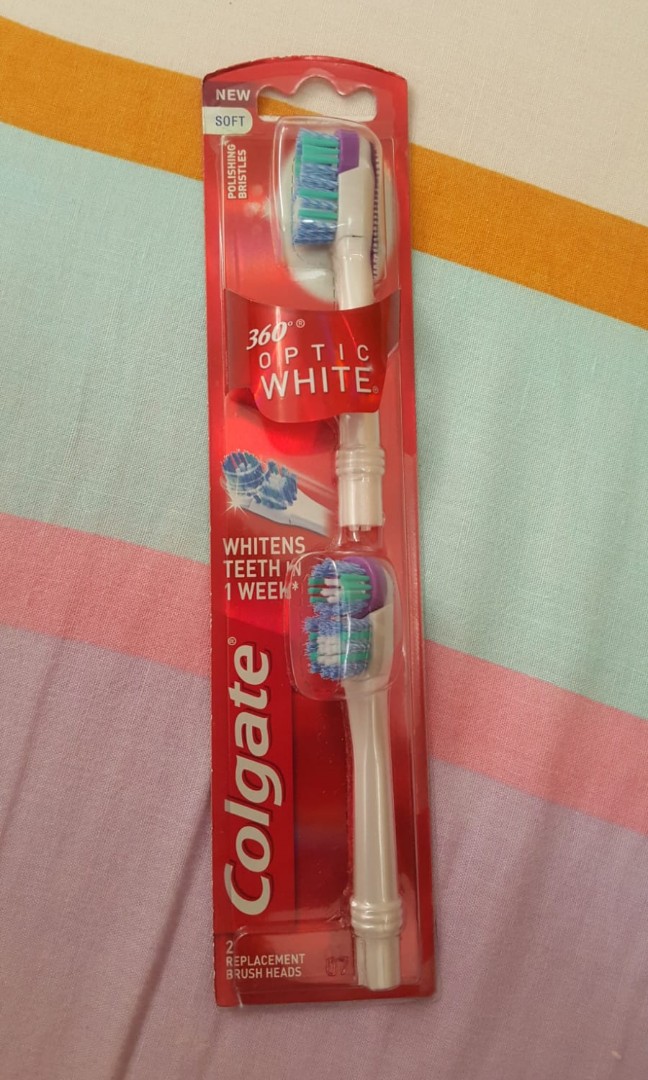 NEW
SOFT
POLISHING
BRISTLES
360°®
OPTIC
WHITE®
WHITENS
TEETH IN
1 WEEK*
Colgate®
2
REPLACEMENT
BRUSH HEADS